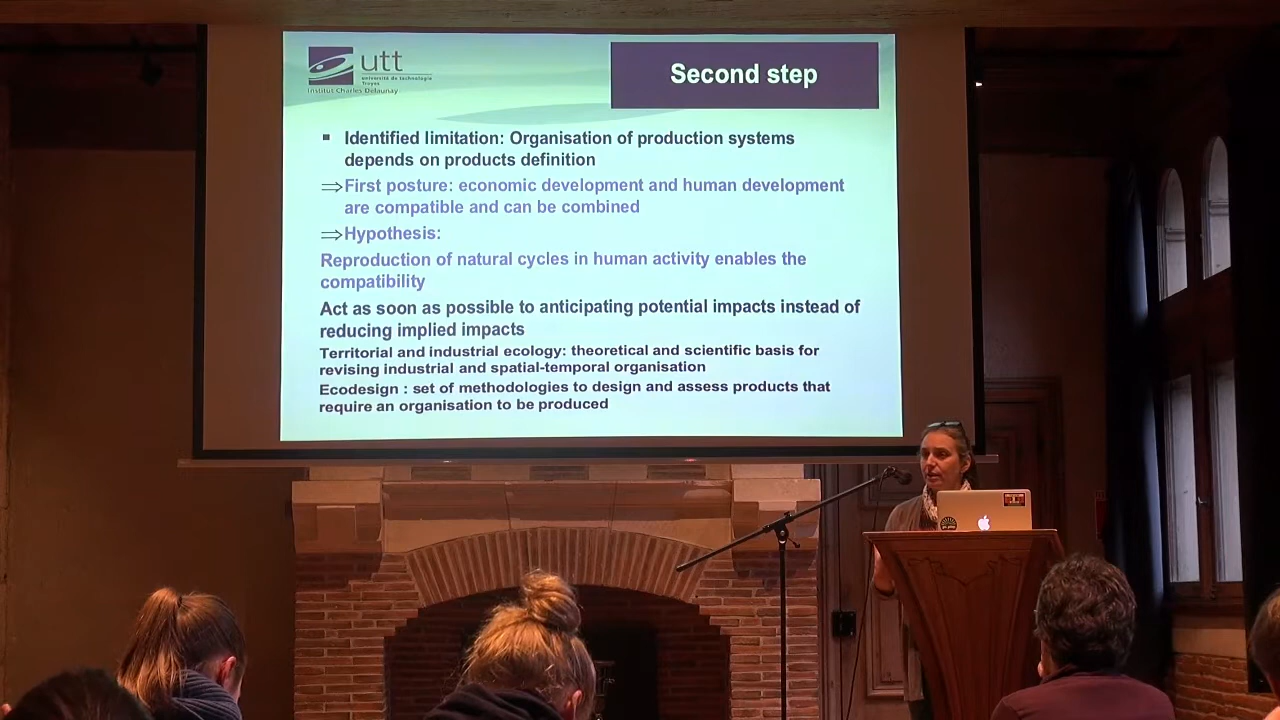 utt
université de technologie
Troyes
Institut Charles Delaunay
Second step
Identified limitation: Organisation of production systems
depends on products definition
⇒First posture: economic development and human development
are compatible and can be combined
⇒Hypothesis:
Reproduction of natural cycles in human activity enables the
compatibility
Act as soon as possible to anticipating potential impacts instead of
reducing implied impacts
Territorial and industrial ecology: theoretical and scientific basis for
revising industrial and spatial-temporal organisation
Ecodesign : set of methodologies to design and assess products that
require an organisation to be produced